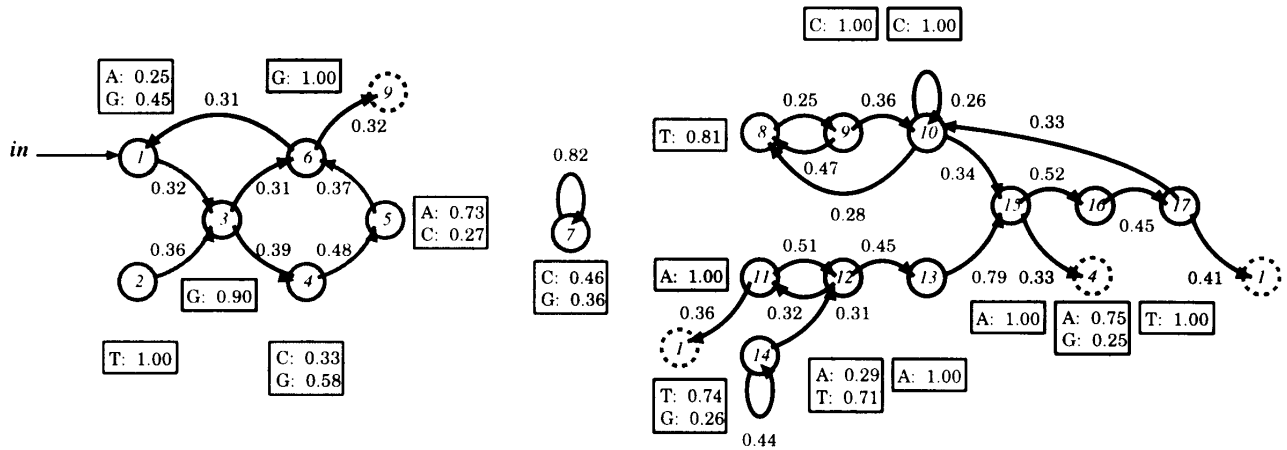 C: 1.00 C: 1.00
A: 0.25
G: 0.45
0.31
G: 1.00
9
0.32
in
1
6
0.32
0.31
0.37
3
5
A: 0.73
C: 0.27
0.36
0.39
0.48
2
G: 0.90
4
T: 1.00
C: 0.33
G: 0.58
0.82
7
C: 0.46
G: 0.36
T: 0.81
8
0.25
9
0.36
10
0.26
0.33
0.47
0.28
0.34
0.52
15
16
17
0.45
0.51
0.45
A: 1.00
11
12
13
0.79
0.33
4
0.41
1
0.36
0.32
0.31
A: 1.00
A: 0.75
G: 0.25
T: 1.00
1
14
T: 0.74
G: 0.26
A: 0.29
T: 0.71
A: 1.00
0.44